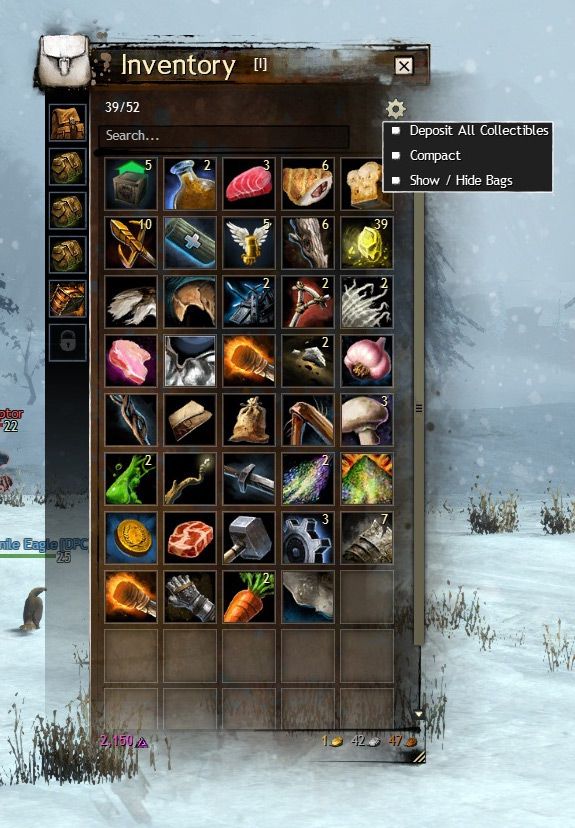 Inventory [I]
39/52
Search...
Deposit All Collectibles
Compact
Show / Hide Bags
5 2 3 6
10 5 6 39
2 2 2
2
3
2 2
3 7
2
22
25
2,150 1 42 47